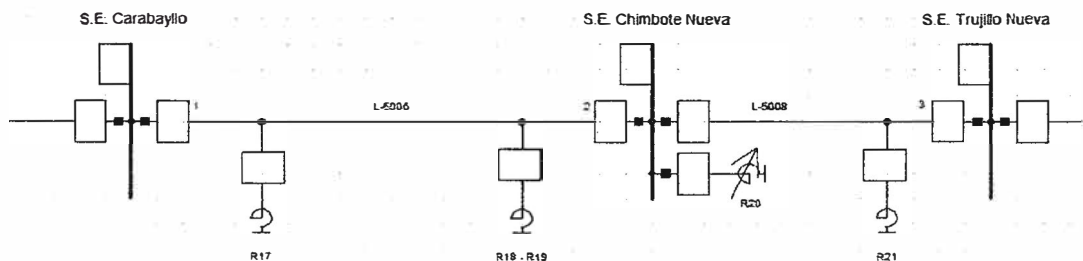 S.E. Carabayllo
S.E. Chimbote Nueva
S.E. Trujillo Nueva
1
L-5006
2
L-5008
3
R20
R17
R18 - R19
R21